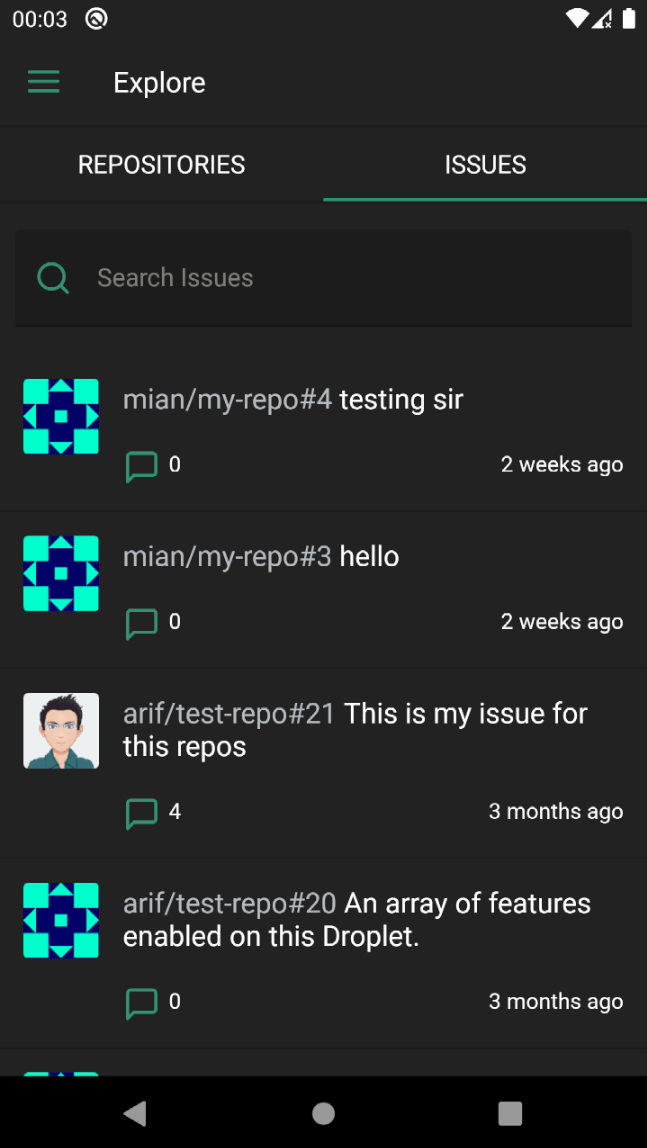 00:03
Explore
REPOSITORIES ISSUES
Search Issues
mian/my-repo#4 testing sir
0 2 weeks ago
mian/my-repo#3 hello
0 2 weeks ago
arif/test-repo#21 This is my issue for
this repos
4 3 months ago
arif/test-repo#20 An array of features
enabled on this Droplet.
0 3 months ago